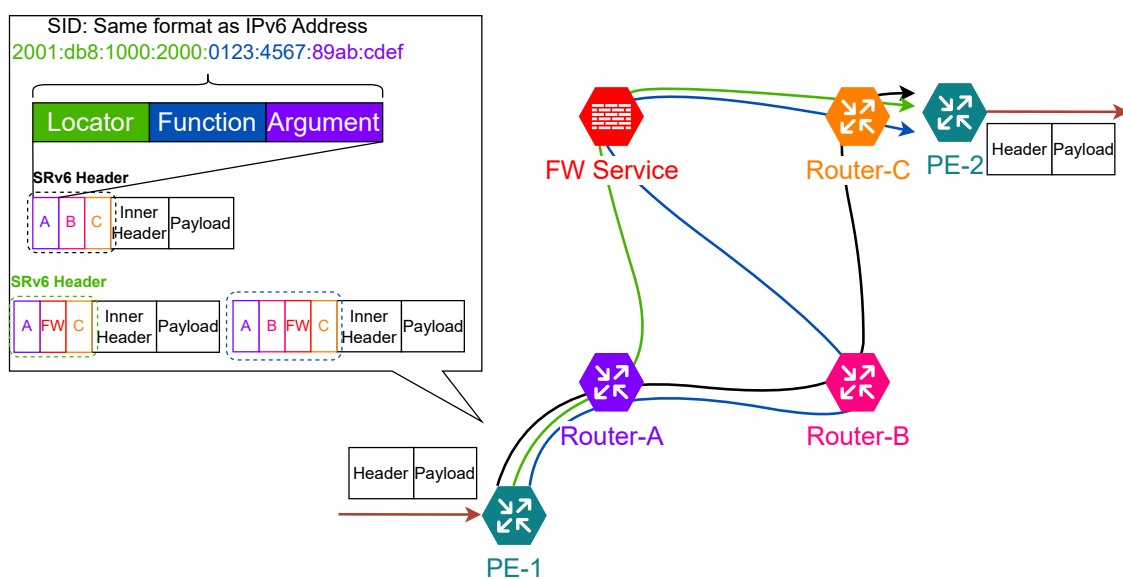 SID: Same format as IPv6 Address
2001:db8:1000:2000:0123:4567:89ab:cdef
Locator Function Argument
SRv6 Header
A B C Inner Header Payload
SRv6 Header
A FW C Inner Header Payload
A B FW C Inner Header Payload
FW Service
Router-C
PE-2
Header Payload
Router-A
Router-B
Header Payload
PE-1